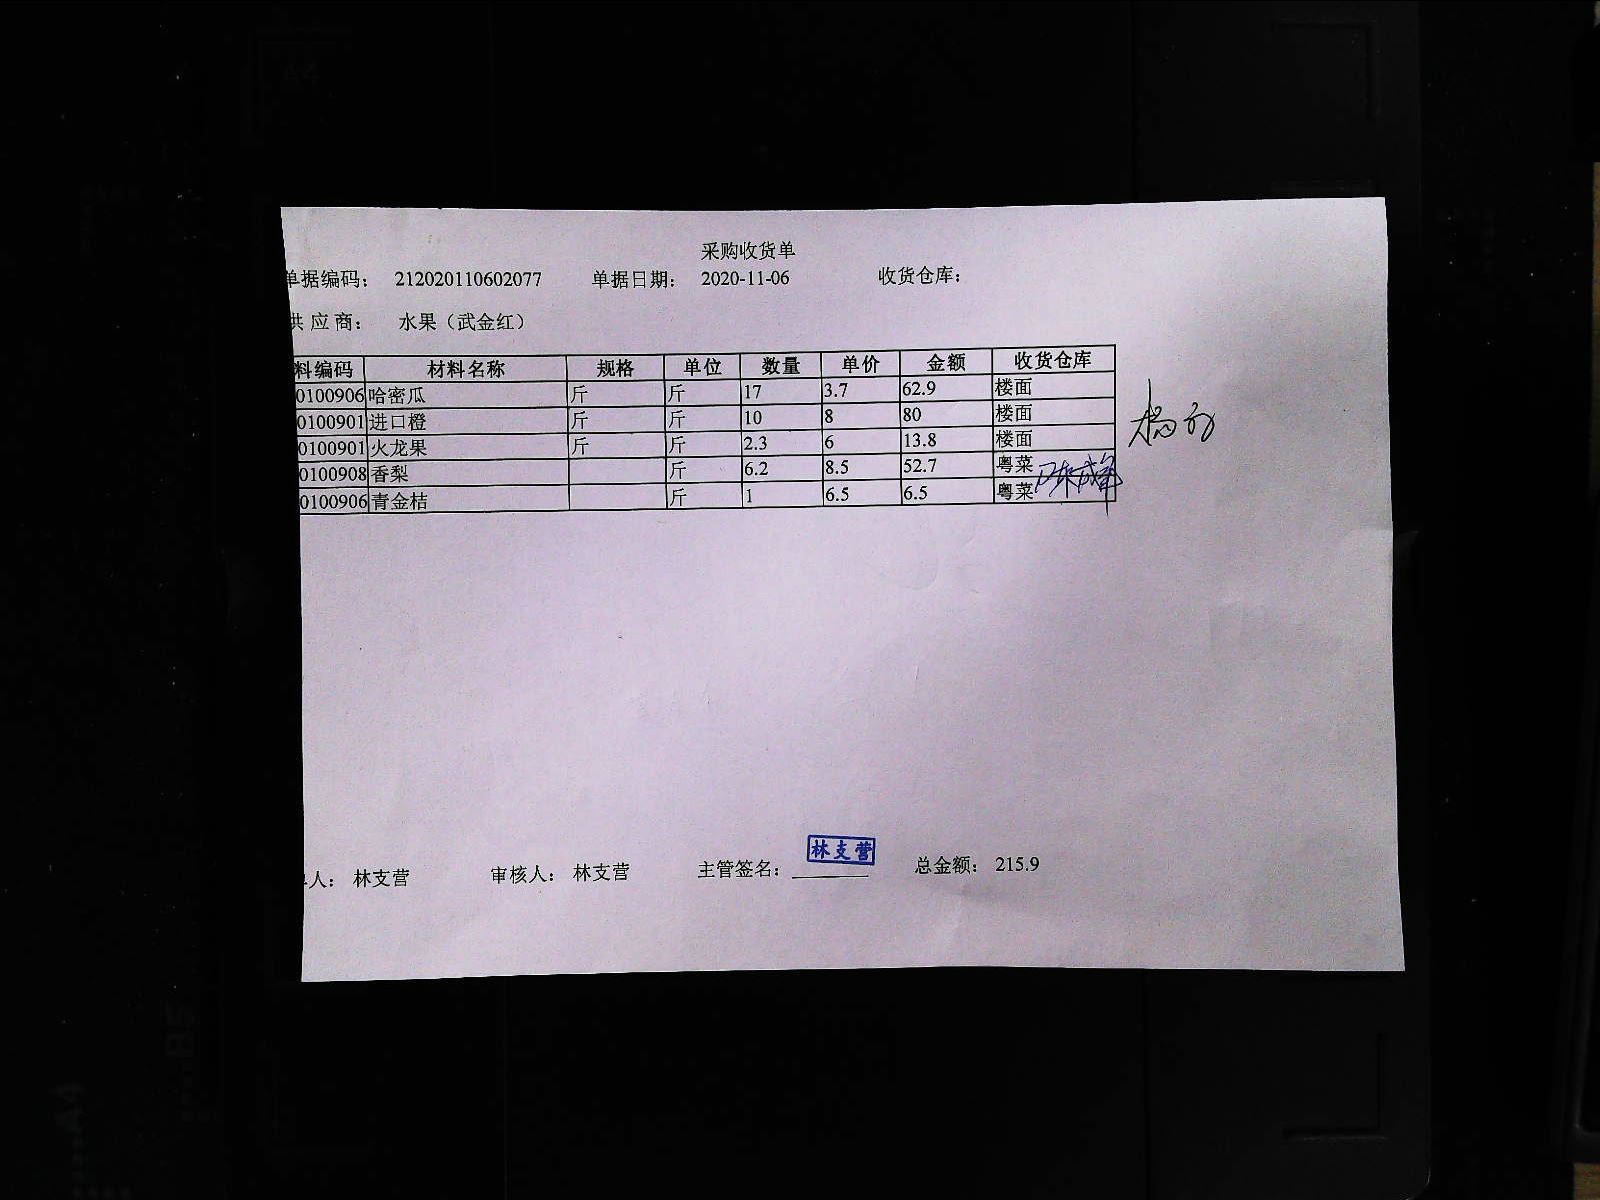 采购收货单
单据编码： 212020110602077 单据日期： 2020-11-06 收货仓库：
供应商： 水果（武金红）
料编码 材料名称 规格 单位 数量 单价 金额 收货仓库
0100906 哈密瓜 斤 斤 17 3.7 62.9 楼面
0100901 进口橙 斤 斤 10 8 80 楼面
0100901 火龙果 斤 斤 2.3 6 13.8 楼面
0100908 香梨 斤 6.2 8.5 52.7 粤菜
0100906 青金桔 斤 1 6.5 6.5 粤菜
林支营
人： 林支营 审核人： 林支营 主管签名： 总金额： 215.9